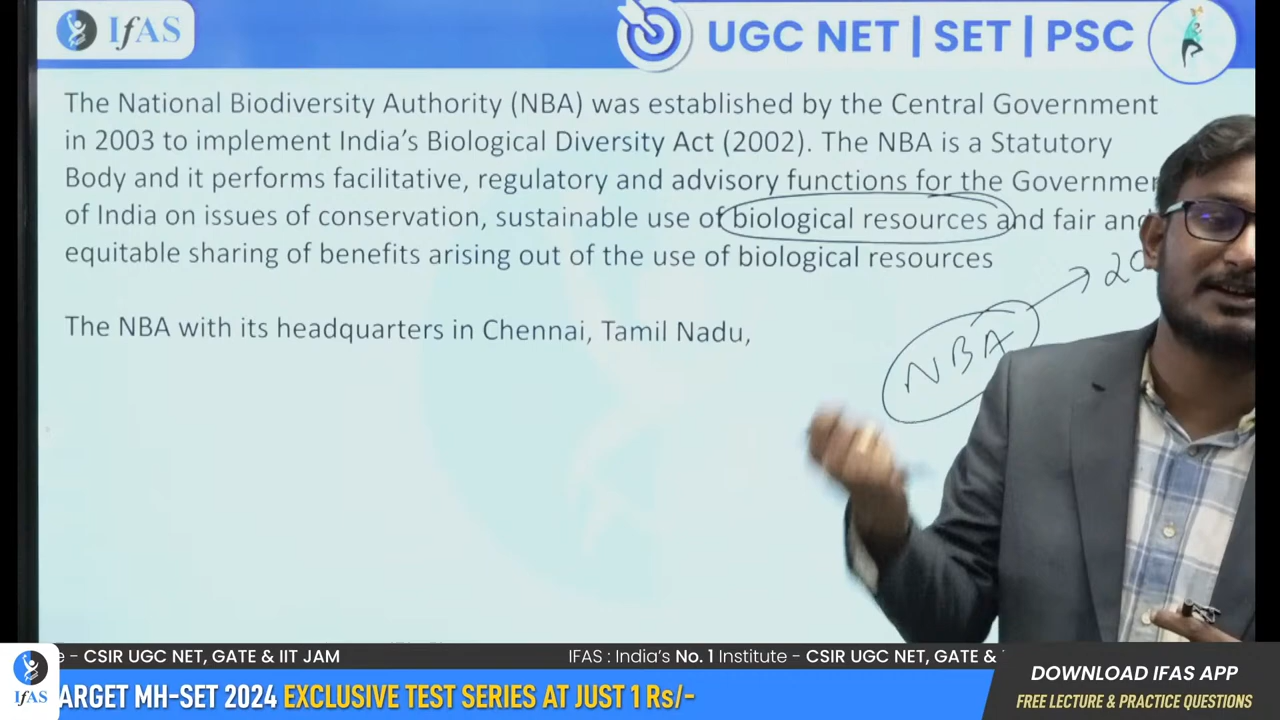 IfAS
UGC NET | SET | PSC
The National Biodiversity Authority (NBA) was established by the Central Government
in 2003 to implement India's Biological Diversity Act (2002). The NBA is a Statutory
Body and it performs facilitative, regulatory and advisory functions for the Governmen
of India on issues of conservation, sustainable use of biological resources and fair and
equitable sharing of benefits arising out of the use of biological resources
The NBA with its headquarters in Chennai, Tamil Nadu,
NBA → 20
e - CSIR UGC NET, GATE & IIT JAM
IFAS : India's No. 1 Institute - CSIR UGC NET, GATE &
DOWNLOAD IFAS APP
FREE LECTURE & PRACTICE QUESTIONS
IfAS
ARGET MH-SET 2024 EXCLUSIVE TEST SERIES AT JUST 1 Rs/-